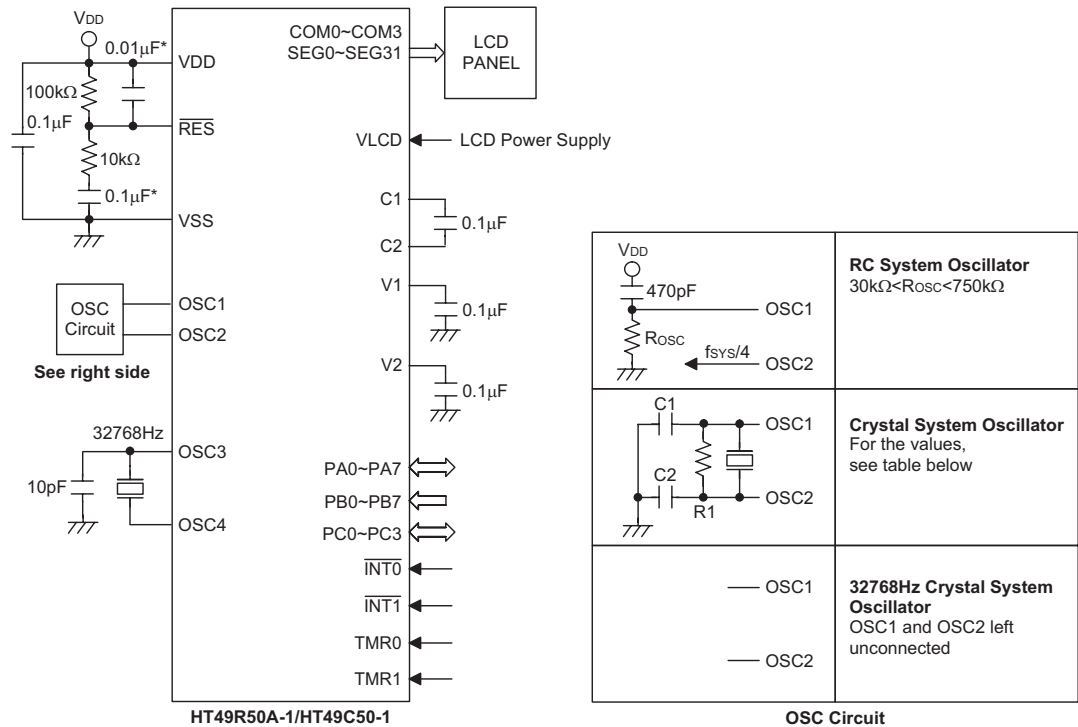 VDD
0.01μF*
VDD
100kΩ
0.1μF
RES
10kΩ
0.1μF*
VSS
OSC
Circuit
OSC1
OSC2
See right side
32768Hz
OSC3
10pF
OSC4
COM0~COM3
SEG0~SEG31
LCD
PANEL
VLCD
LCD Power Supply
C1
0.1μF
C2
V1
0.1μF
V2
0.1μF
PA0~PA7
PB0~PB7
PC0~PC3
INT0
INT1
TMR0
TMR1
HT49R50A-1/HT49C50-1
VDD
470pF
OSC1
ROSC
fSYS/4
OSC2
RC System Oscillator
30kΩ<ROSC<750kΩ
C1
OSC1
C2
OSC2
R1
Crystal System Oscillator
For the values,
see table below
OSC1
OSC2
32768Hz Crystal System
Oscillator
OSC1 and OSC2 left
unconnected
OSC Circuit